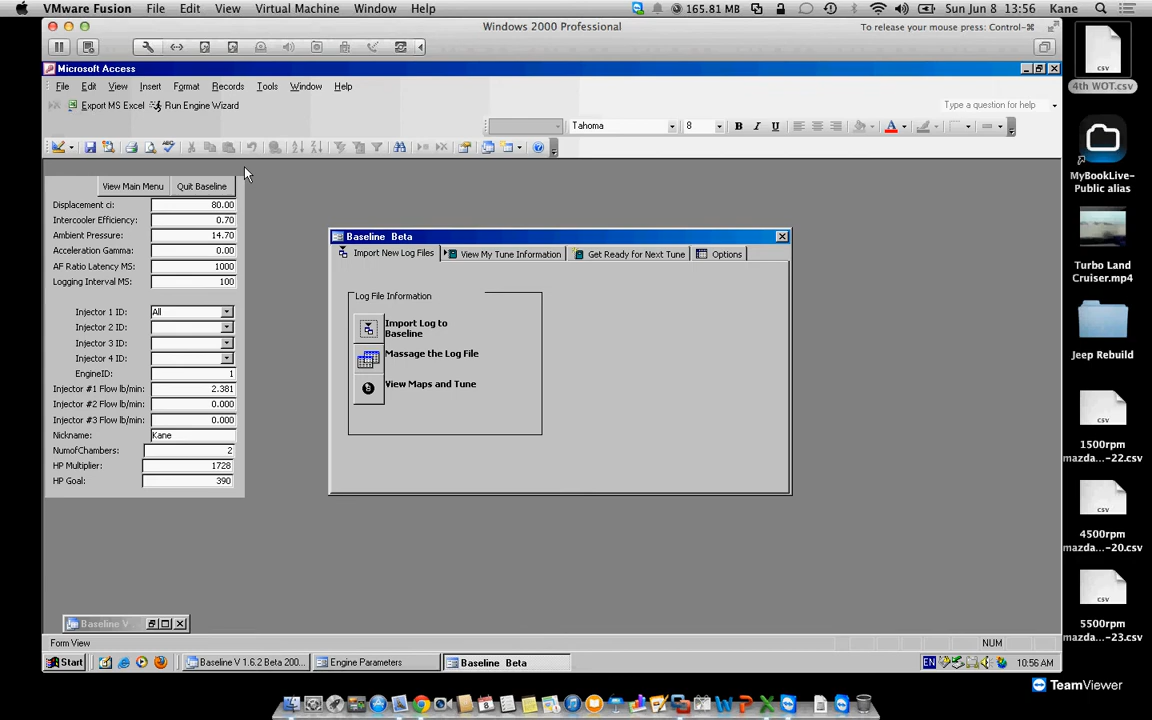 VMware Fusion File Edit View Virtual Machine Window Help 165.81 MB Sun Jun 8 13:56 Kane
Windows 2000 Professional To release your mouse press: Control-⌘
Microsoft Access
File Edit View Insert Format Records Tools Window Help
Export MS Excel Run Engine Wizard Type a question for help
Tahoma 8 B I U A
View Main Menu Quit Baseline
Displacement ci: 80.00
Intercooler Efficiency: 0.70
Ambient Pressure: 14.70
Acceleration Gamma: 0.00
AF Ratio Latency MS: 1000
Logging Interval MS: 100
Injector 1 ID: All
Injector 2 ID:
Injector 3 ID:
Injector 4 ID:
EngineID: 1
Injector #1 Flow lb/min: 2.381
Injector #2 Flow lb/min: 0.000
Injector #3 Flow lb/min: 0.000
Nickname: Kane
NumofChambers: 2
HP Multiplier: 1728
HP Goal: 390
Baseline Beta
Import New Log Files View My Tune Information Get Ready for Next Tune Options
Log File Information
Import Log to
Baseline
Massage the Log File
View Maps and Tune
Baseline V
Form View NUM
Start Baseline V 1.6.2 Beta 200... Engine Parameters Baseline Beta EN 10:56 AM
csv
4th WOT.csv
MyBookLive-
Public alias
Turbo Land
Cruiser.mp4
Jeep Rebuild
csv
1500rpm
mazda...-22.csv
csv
4500rpm
mazda...-20.csv
csv
5500rpm
mazda...-23.csv
TeamViewer